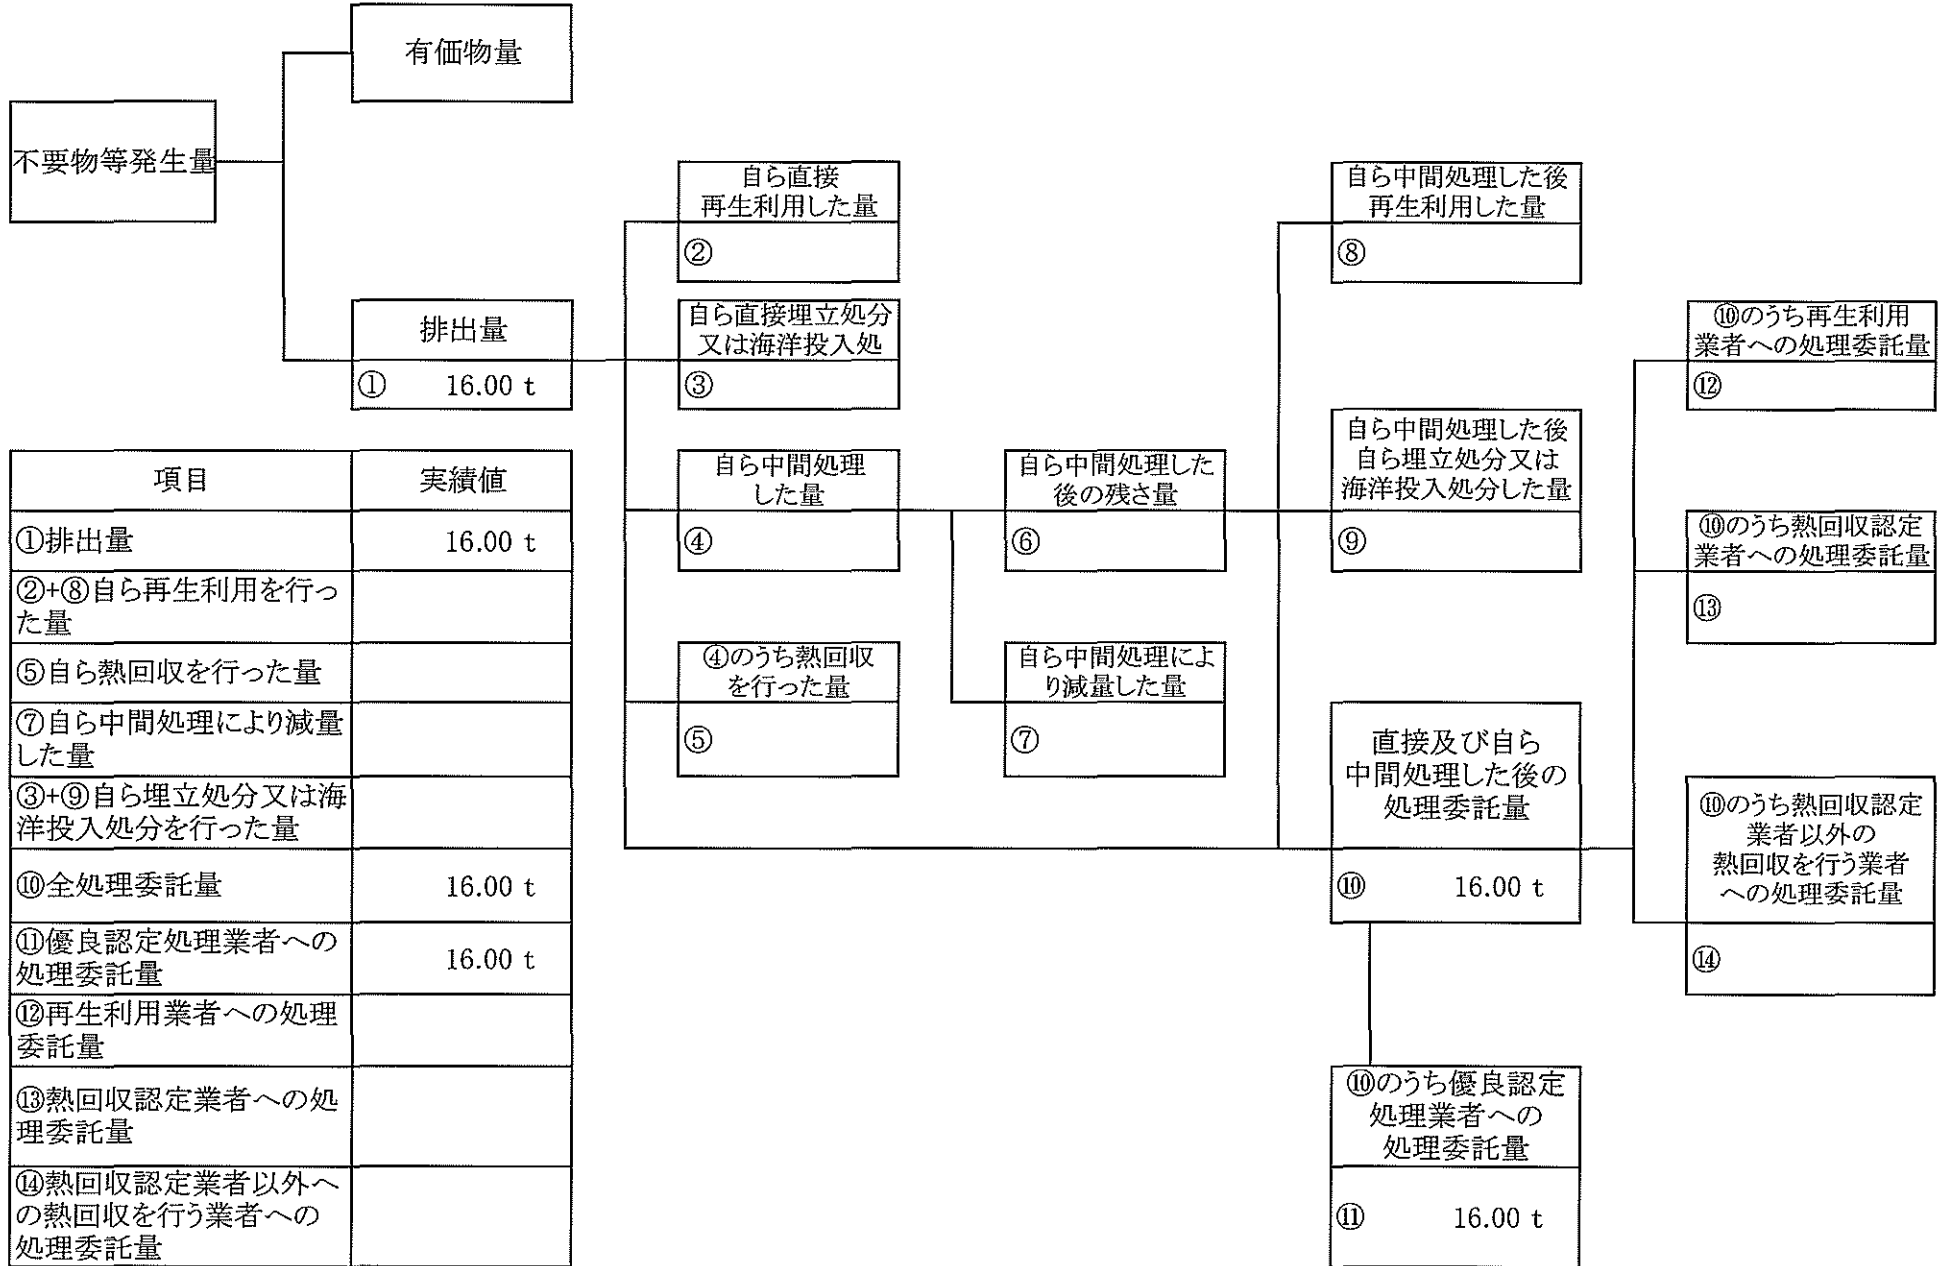 有価物量
不要物等発生量
自ら直接
再生利用した量
②
自ら中間処理した後
再生利用した量
⑧
排出量
① 16.00 t
自ら直接埋立処分
又は海洋投入処
③
⑩のうち再生利用
業者への処理委託量
⑫
自ら中間処理
した量
④
自ら中間処理した
後の残さ量
⑥
自ら中間処理した後
自ら埋立処分又は
海洋投入処分した量
⑨
⑩のうち熱回収認定
業者への処理委託量
⑬
④のうち熱回収
を行った量
⑤
自ら中間処理によ
り減量した量
⑦
直接及び自ら
中間処理した後の
処理委託量
⑩ 16.00 t
⑩のうち熱回収認定
業者以外の
熱回収を行う業者
への処理委託量
⑭
⑩のうち優良認定
処理業者への
処理委託量
⑪ 16.00 t
項目 実績値
①排出量 16.00 t
②+⑧自ら再生利用を行っ
た量
⑤自ら熱回収を行った量
⑦自ら中間処理により減量
した量
③+⑨自ら埋立処分又は海
洋投入処分を行った量
⑩全処理委託量 16.00 t
⑪優良認定処理業者への
処理委託量 16.00 t
⑫再生利用業者への処理
委託量
⑬熱回収認定業者への処
理委託量
⑭熱回収認定業者以外へ
の熱回収を行う業者への
処理委託量